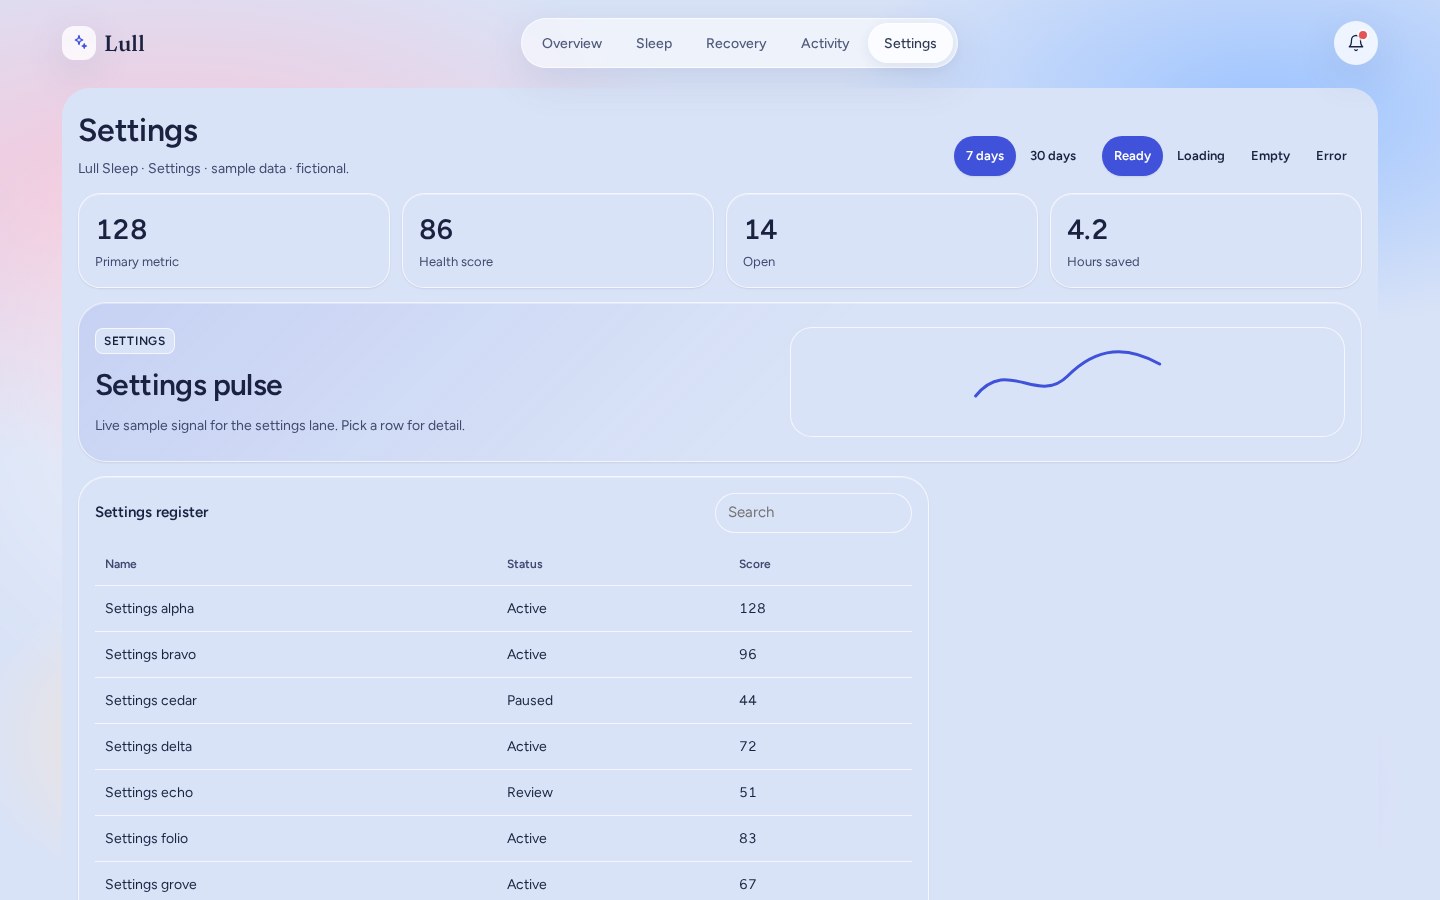 Lull
Overview Sleep Recovery Activity Settings
Settings
Lull Sleep · Settings · sample data · fictional.
7 days 30 days Ready Loading Empty Error
128 86 14 4.2
Primary metric Health score Open Hours saved
SETTINGS
Settings pulse
Live sample signal for the settings lane. Pick a row for detail.
Settings register Search
Name Status Score
Settings alpha Active 128
Settings bravo Active 96
Settings cedar Paused 44
Settings delta Active 72
Settings echo Review 51
Settings folio Active 83
Settings grove Active 67